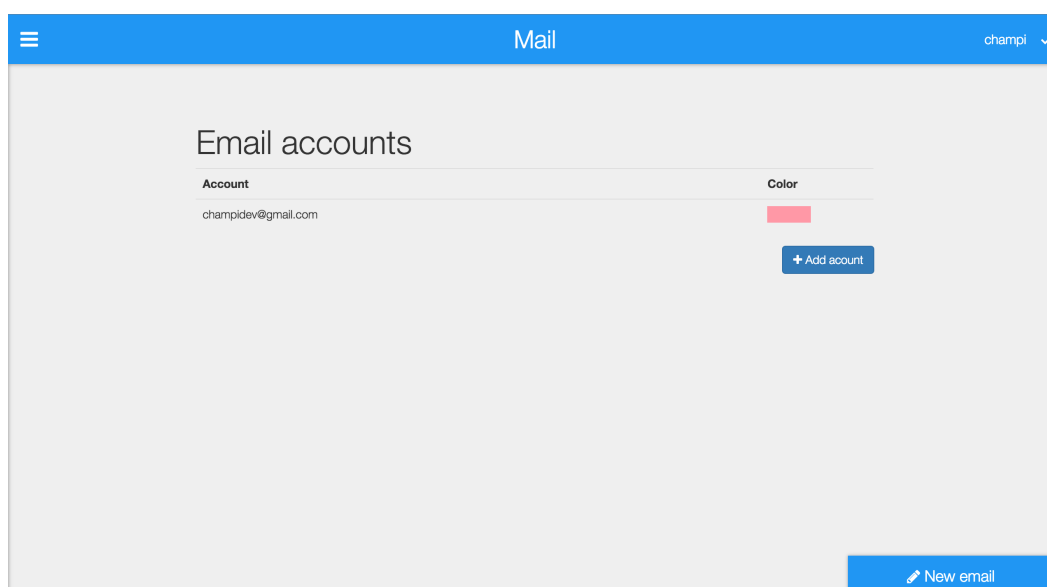 Mail
champi
Email accounts
Account Color
champidev@gmail.com
Add acount
New email